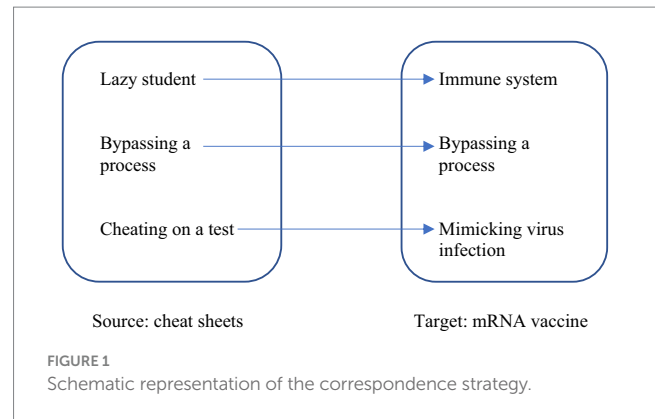 Lazy student
Immune system
Bypassing a
process
Bypassing a
process
Cheating on a test
Mimicking virus
infection
Source: cheat sheets
Target: mRNA vaccine
FIGURE 1
Schematic representation of the correspondence strategy.